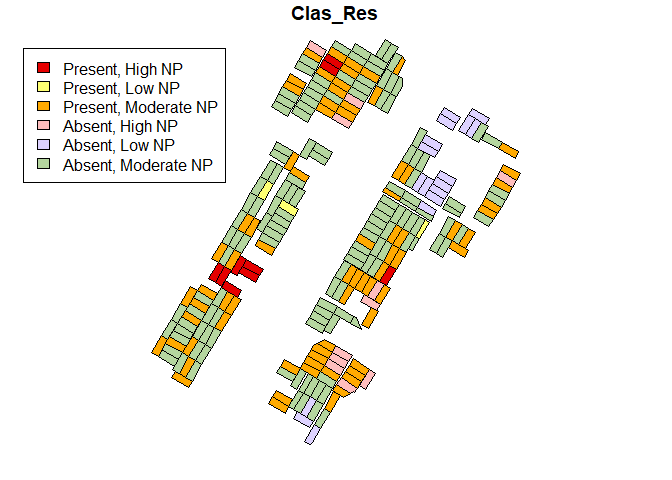 Clas_Res
Present, High NP
Present, Low NP
Present, Moderate NP
Absent, High NP
Absent, Low NP
Absent, Moderate NP